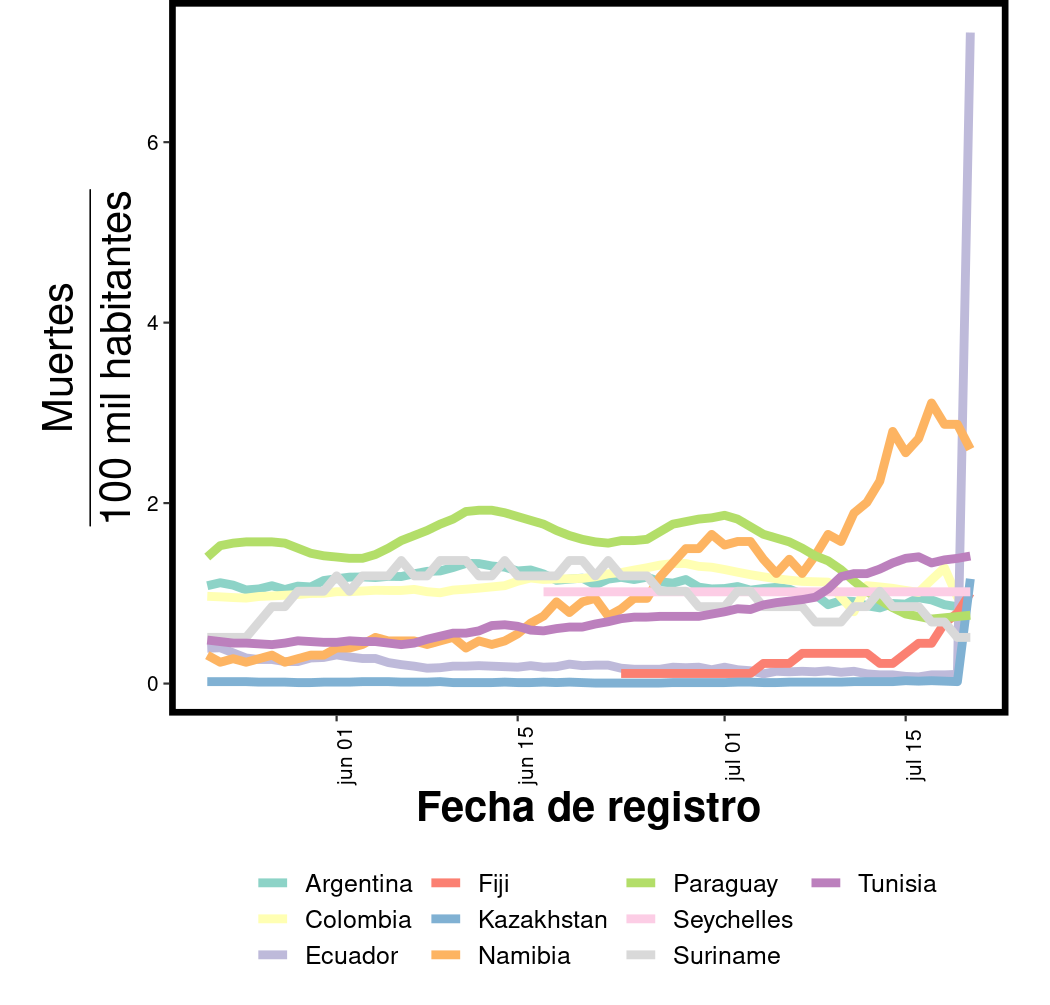 Muertes
100 mil habitantes
6
4
2
0
jun 01
jun 15
jul 01
jul 15
Fecha de registro
Argentina
Fiji
Paraguay
Tunisia
Colombia
Kazakhstan
Seychelles
Ecuador
Namibia
Suriname